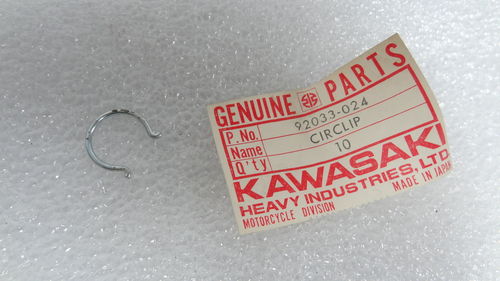 GENUINE PARTS
P. No. 92033-024
Name CIRCLIP
Q'ty 10
KAWASAKI
HEAVY INDUSTRIES, LTD
MOTORCYCLE DIVISION MADE IN JAPAN